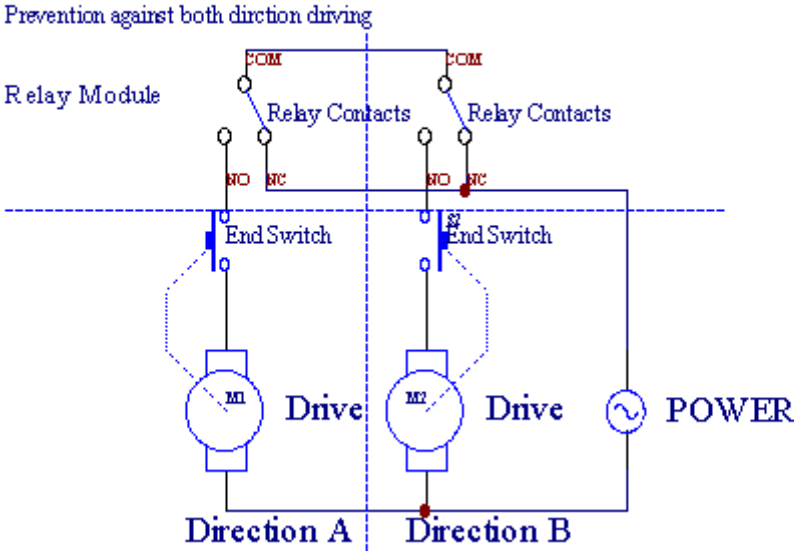 Prevention against both dirction driving
COM COM
Relay Module
Relay Contacts Relay Contacts
NO NC NO NC
End Switch S2 End Switch
M1 Drive M2 Drive POWER
Direction A Direction B